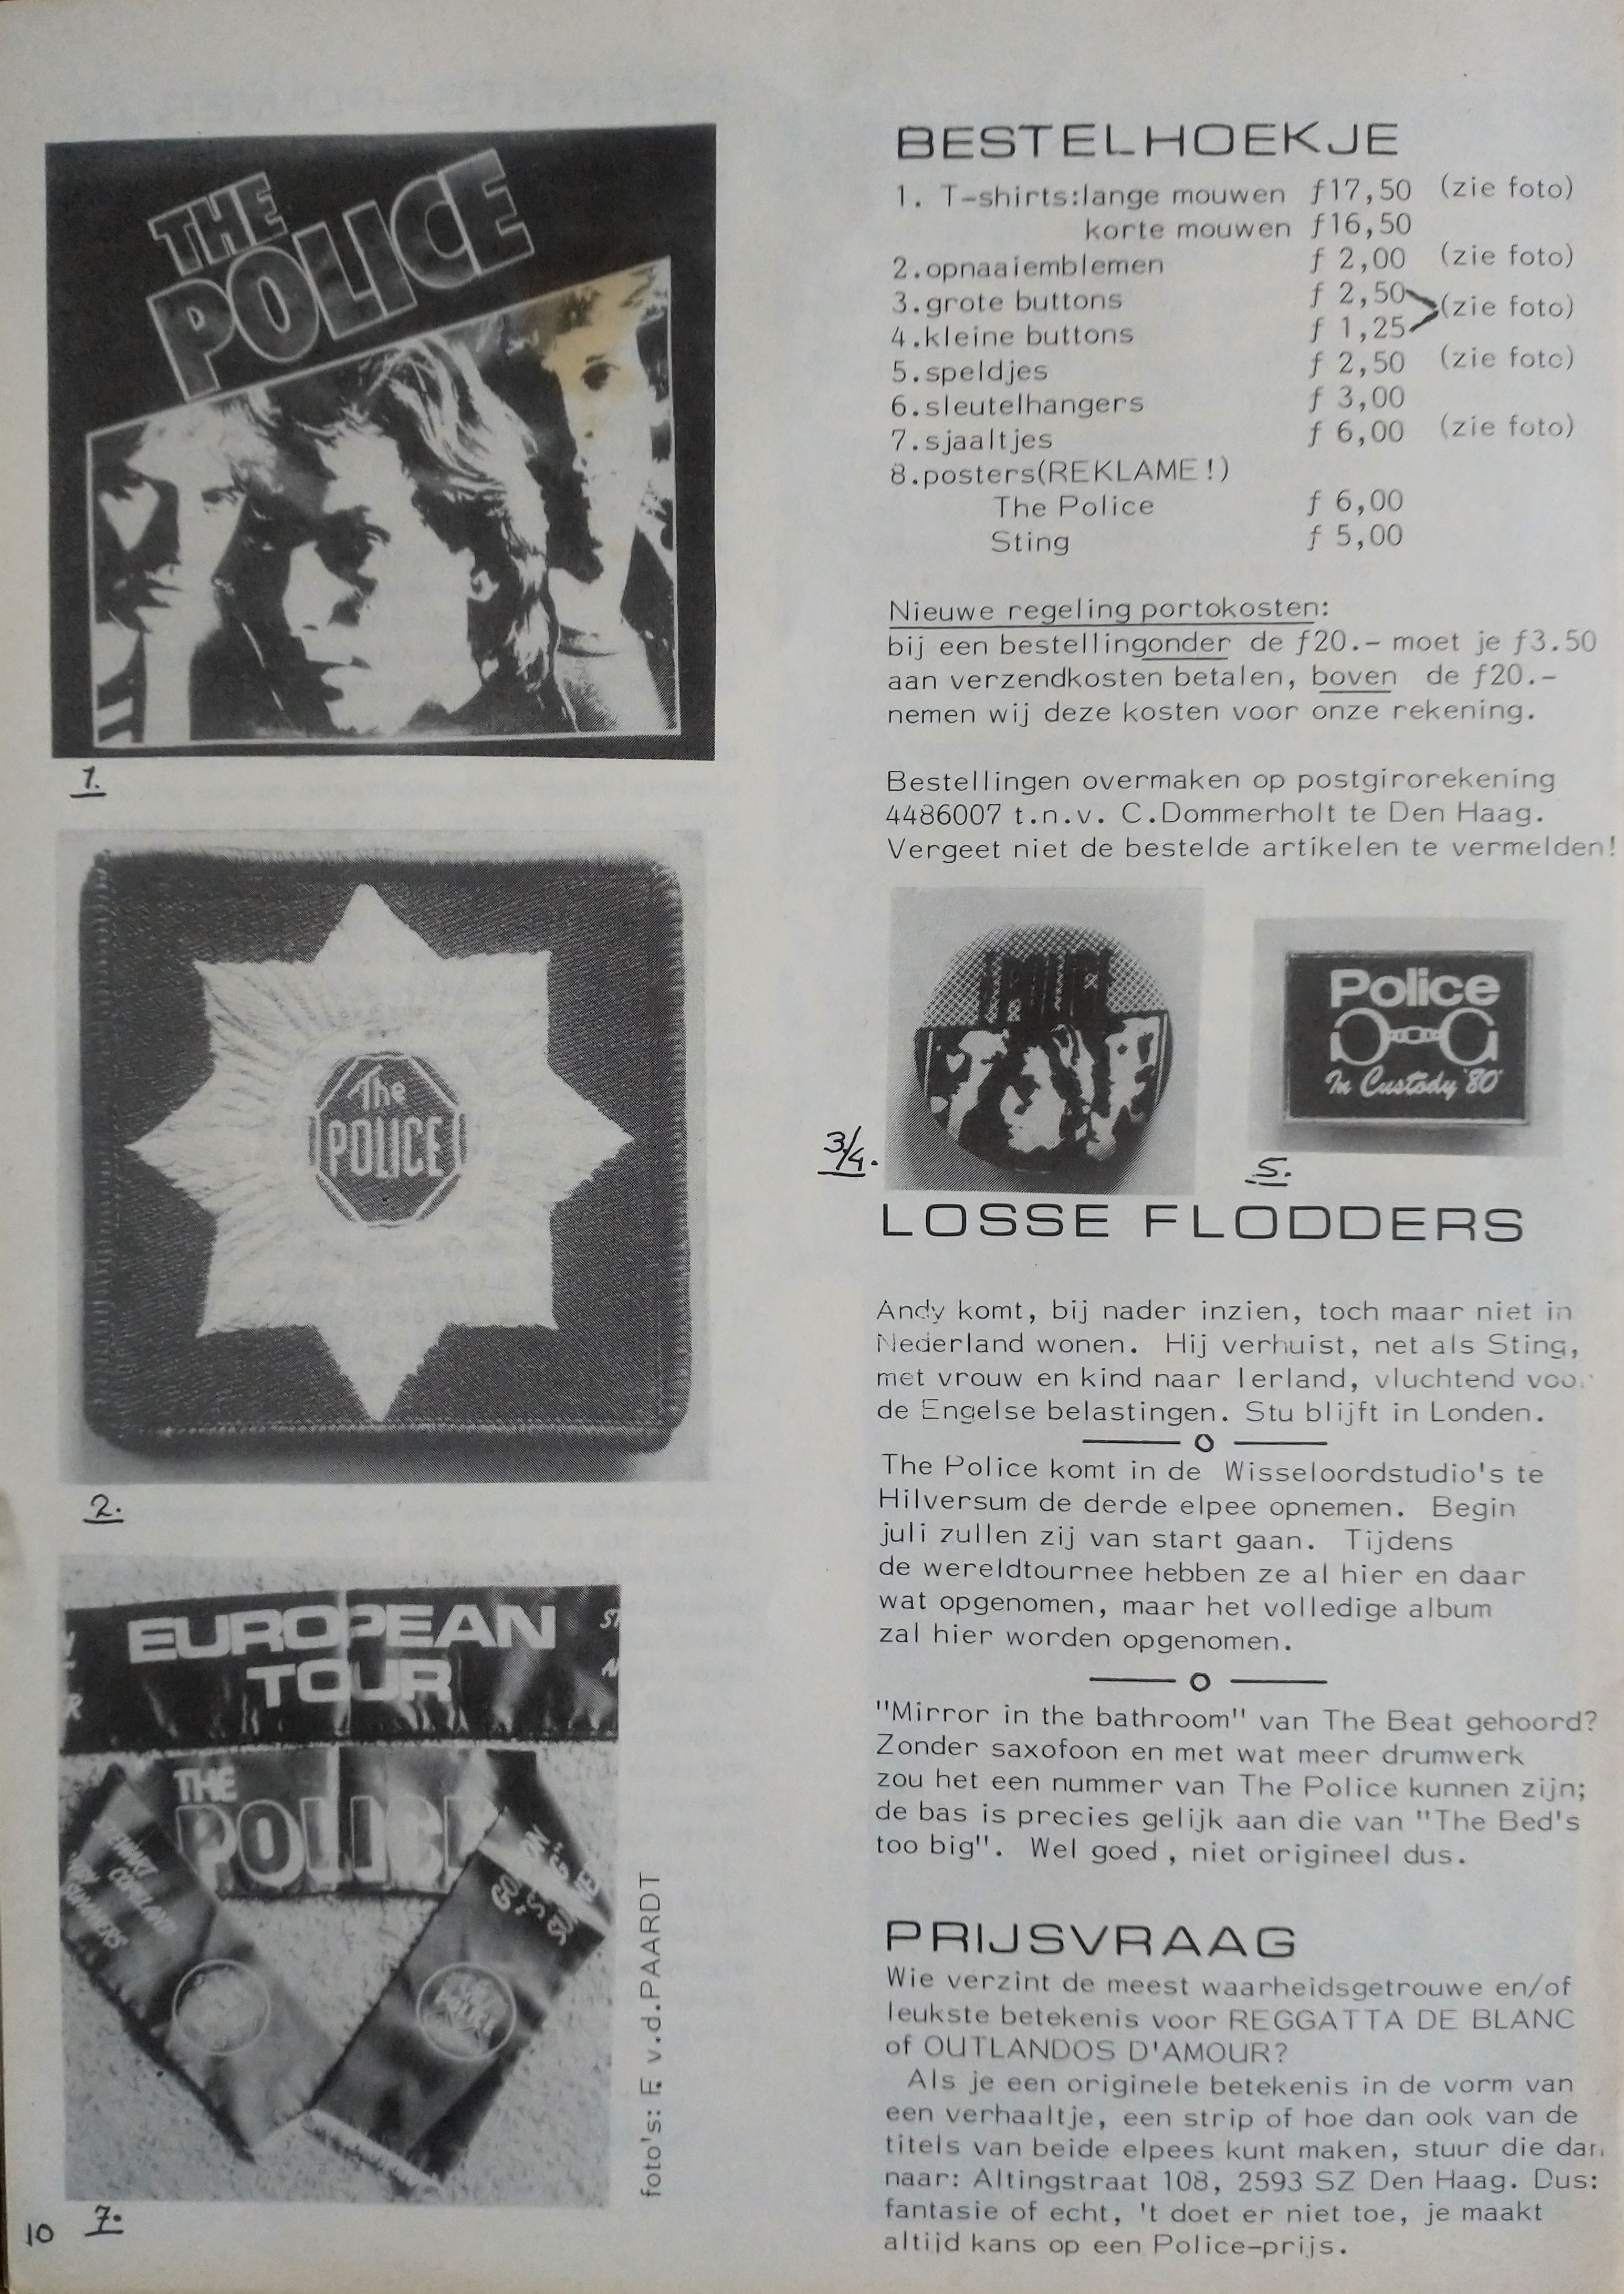 THE
POLICE
1.
The
POLICE
2.
EUROPEAN
TOUR
THE
POLICE
foto's: F. v.d. PAARDT
7.
10
BESTELHOEKJE
1. T-shirts:lange mouwen ƒ17,50 (zie foto)
korte mouwen ƒ16,50
2.opnaaiemblemen ƒ 2,00 (zie foto)
3.grote buttons ƒ 2,50
(zie foto)
4.kleine buttons ƒ 1,25
5.speldjes ƒ 2,50 (zie foto)
6.sleutelhangers ƒ 3,00
7.sjaaltjes ƒ 6,00 (zie foto)
8.posters(REKLAME!)
The Police ƒ 6,00
Sting ƒ 5,00
Nieuwe regeling portokosten:
bij een bestellingonder de ƒ20.- moet je ƒ3.50
aan verzendkosten betalen, boven de ƒ20.-
nemen wij deze kosten voor onze rekening.
Bestellingen overmaken op postgirorekening
4486007 t.n.v. C.Dommerholt te Den Haag.
Vergeet niet de bestelde artikelen te vermelden!
3/4.
Police
In Custody '80'
5.
LOSSE FLODDERS
Andy komt, bij nader inzien, toch maar niet in
Nederland wonen. Hij verhuist, net als Sting,
met vrouw en kind naar Ierland, vluchtend voor
de Engelse belastingen. Stu blijft in Londen.
The Police komt in de Wisseloordstudio's te
Hilversum de derde elpee opnemen. Begin
juli zullen zij van start gaan. Tijdens
de wereldtournee hebben ze al hier en daar
wat opgenomen, maar het volledige album
zal hier worden opgenomen.
"Mirror in the bathroom" van The Beat gehoord?
Zonder saxofoon en met wat meer drumwerk
zou het een nummer van The Police kunnen zijn;
de bas is precies gelijk aan die van "The Bed's
too big". Wel goed, niet origineel dus.
PRIJSVRAAG
Wie verzint de meest waarheidsgetrouwe en/of
leukste betekenis voor REGGATTA DE BLANC
of OUTLANDOS D'AMOUR?
Als je een originele betekenis in de vorm van
een verhaaltje, een strip of hoe dan ook van de
titels van beide elpees kunt maken, stuur die dan
naar: Altingstraat 108, 2593 SZ Den Haag. Dus:
fantasie of echt, 't doet er niet toe, je maakt
altijd kans op een Police-prijs.